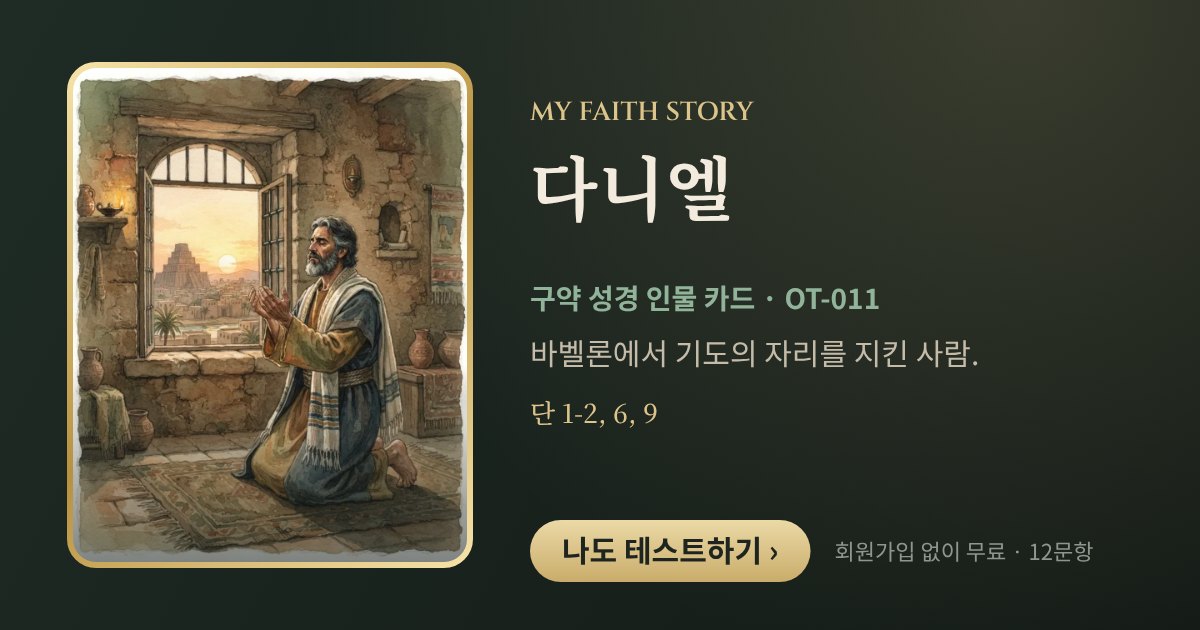 MY FAITH STORY
다니엘
구약 성경 인물 카드 · OT-011
바벨론에서 기도의 자리를 지킨 사람.
단 1-2, 6, 9
나도 테스트하기 ›
회원가입 없이 무료 · 12문항